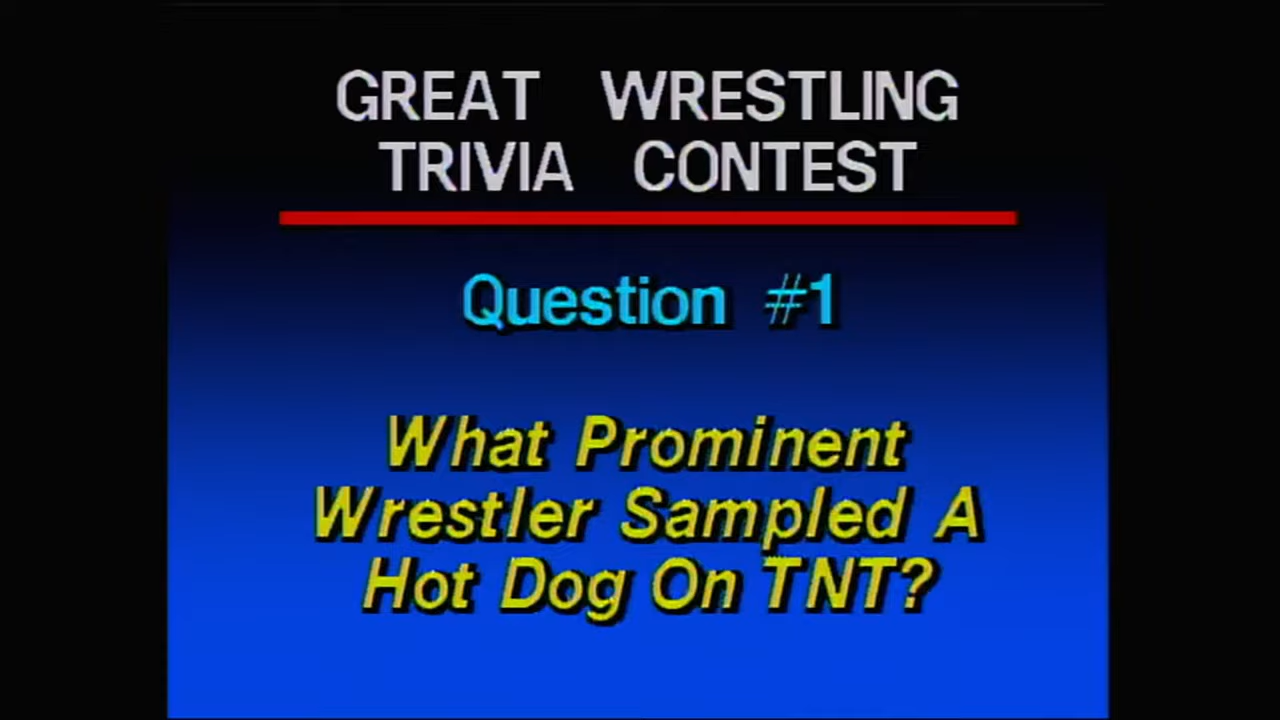 GREAT WRESTLING
TRIVIA CONTEST
Question #1
What Prominent
Wrestler Sampled A
Hot Dog On TNT?